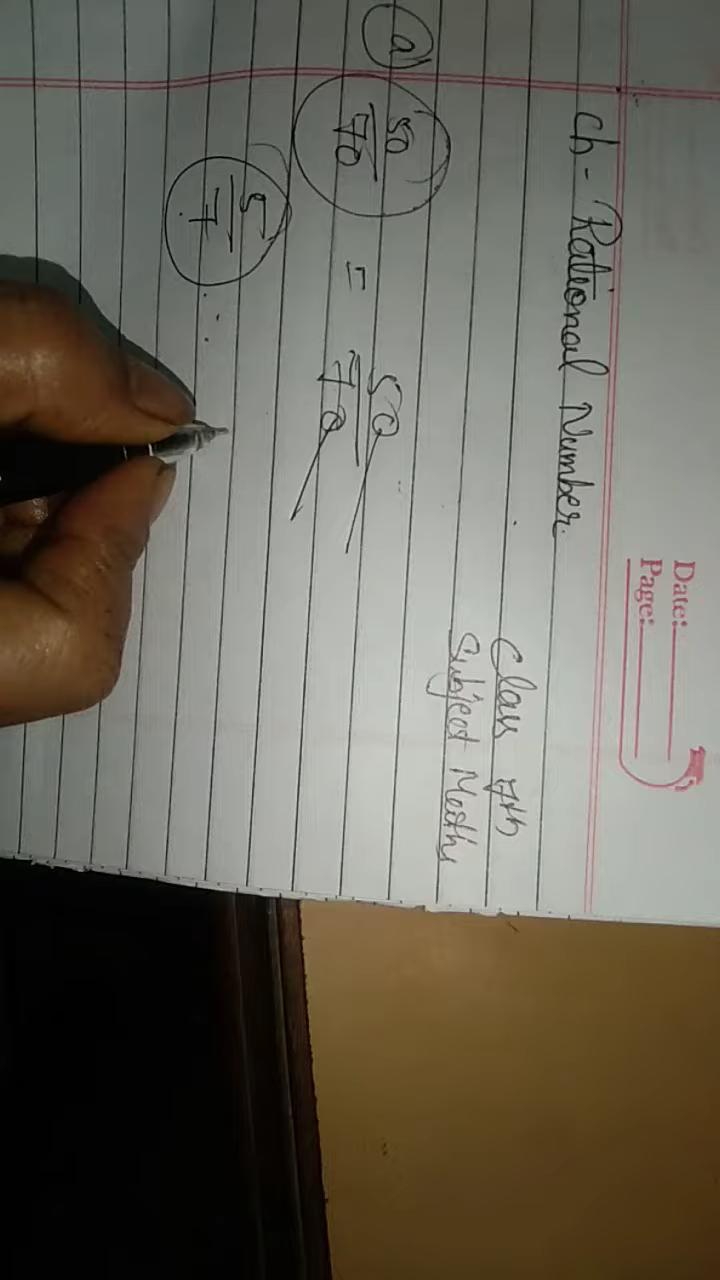 Date:
Page:
Ch- Rational Number.
Class 7th
Subject Maths
a) 50/70 = 50/70
5/7